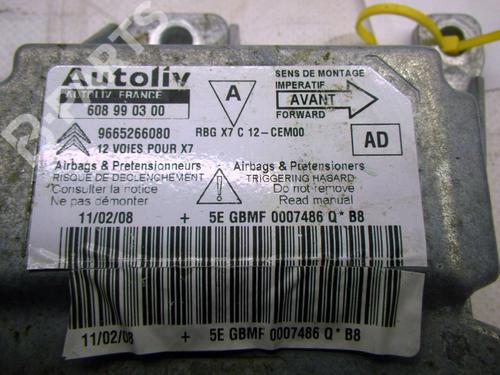 Autoliv
AUTOLIV FRANCE
608 99 03 00
9665266080
12 VOIES POUR X7
A
RBG X7 C 12-CEM00
SENS DE MONTAGE
IMPERATIF
AVANT
FORWARD
AD
Airbags & Pretensionneurs
RISQUE DE DECLENCHEMENT
Consulter la notice
Ne pas démonter
Airbags & Pretensioners
TRIGGERING HASARD
Do not remove
Read manual
11/02/08 + 5E GBMF 0007486 Q * B8
11/02/08 + 5E GBMF 0007486 Q * B8